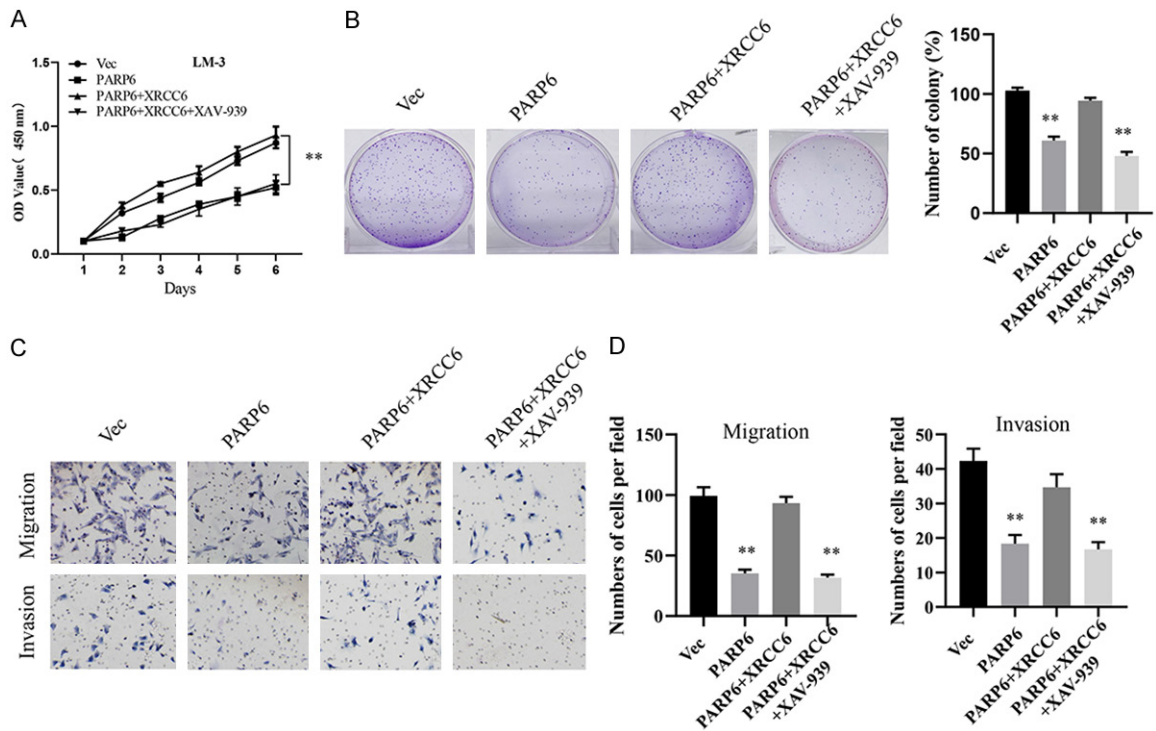 A
LM-3
Vec
PARP6
PARP6+XRCC6
PARP6+XRCC6+XAV-939
OD Value( 450 nm)
1.5
1.0
0.5
0.0
**
1 2 3 4 5 6
Days
B
Vec
PARP6
PARP6+XRCC6
PARP6+XRCC6
+XAV-939
Number of colony (%)
150
100
50
0
**
**
Vec
PARP6
PARP6+XRCC6
PARP6+XRCC6
+XAV-939
C
Vec
PARP6
PARP6+XRCC6
PARP6+XRCC6
+XAV-939
Migration
Invasion
D
Migration
Numbers of cells per field
150
100
50
0
**
**
Vec
PARP6
PARP6+XRCC6
PARP6+XRCC6
+XAV-939
Invasion
Numbers of cells per field
50
40
30
20
10
0
**
**
Vec
PARP6
PARP6+XRCC6
PARP6+XRCC6
+XAV-939